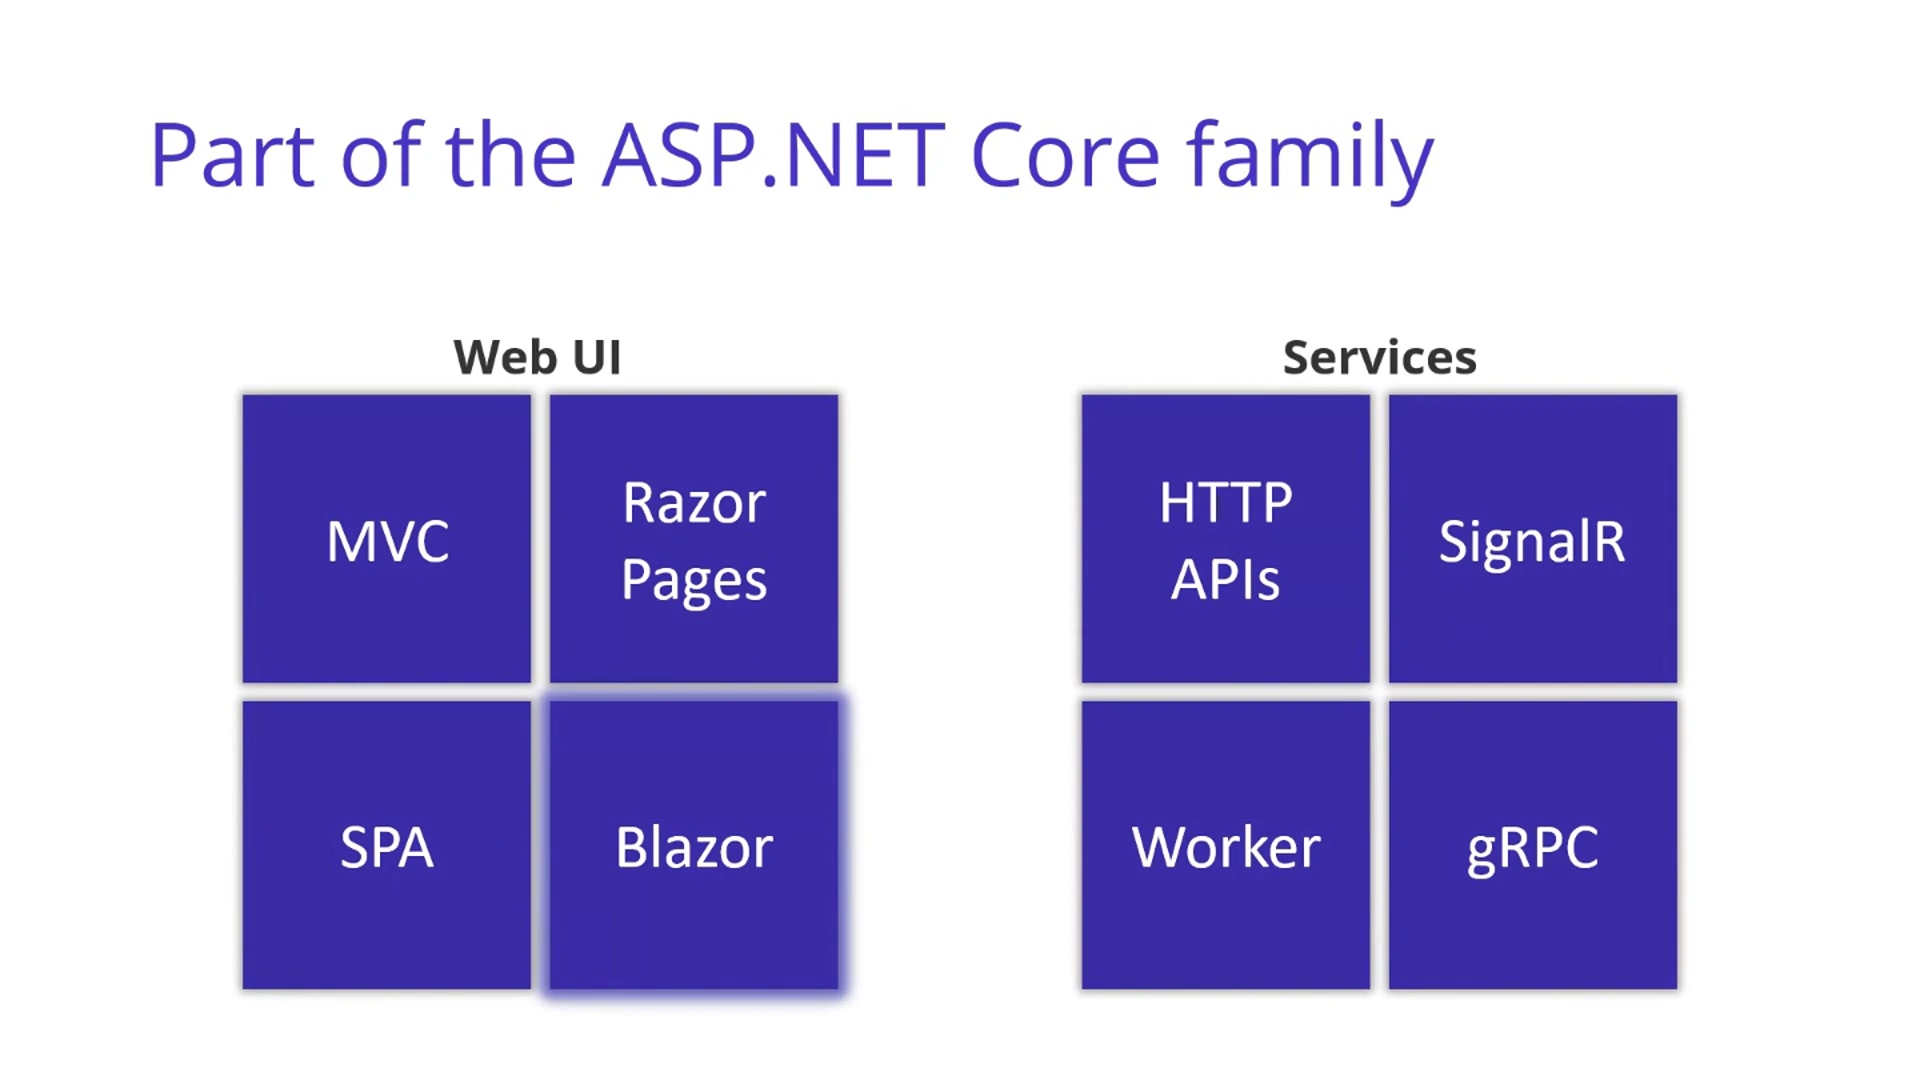 Part of the ASP.NET Core family
Web UI
MVC
Razor
Pages
SPA
Blazor
Services
HTTP
APIs
SignalR
Worker
gRPC